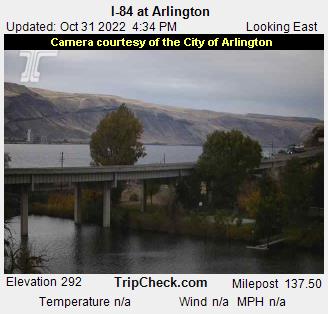 I-84 at Arlington
Updated: Oct 31 2022 4:34 PM Looking East
Camera courtesy of the City of Arlington
Elevation 292 TripCheck.com Milepost 137.50
Temperature n/a Wind n/a MPH n/a